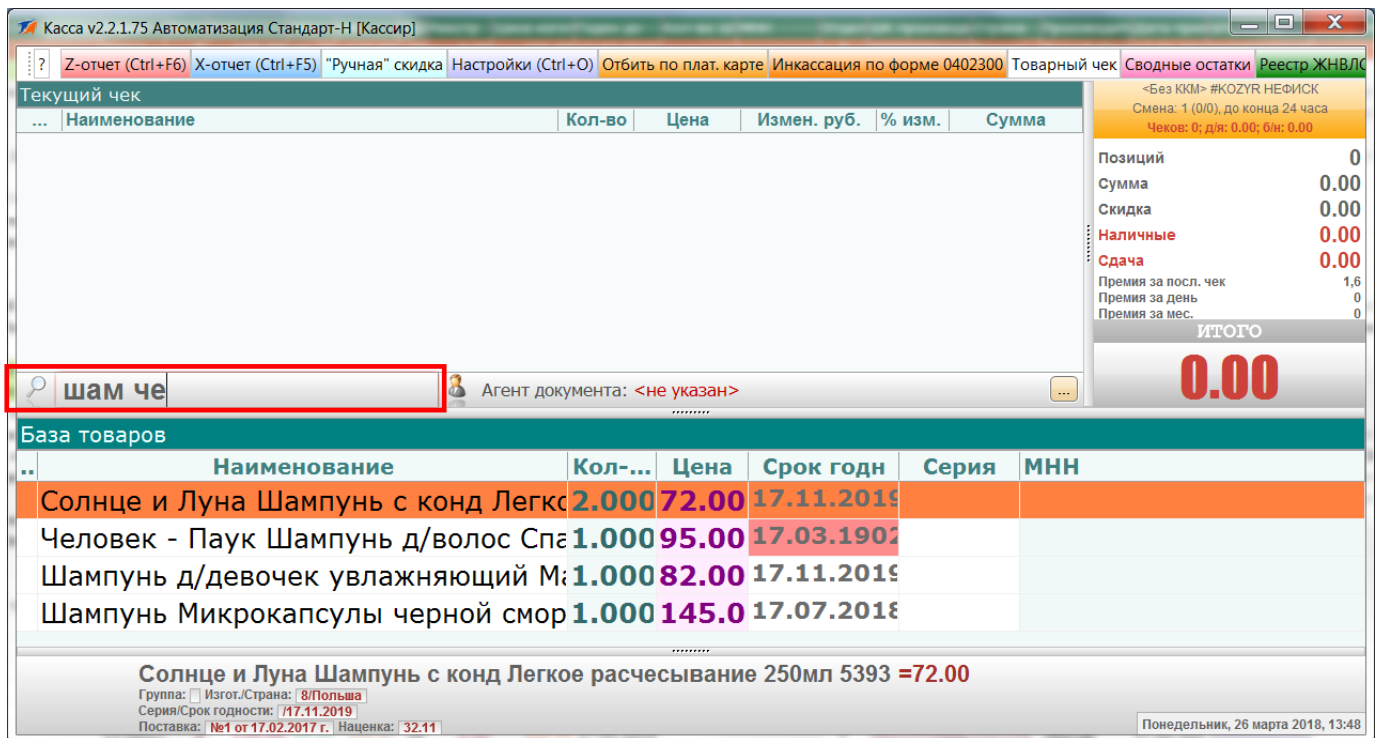 Касса v2.2.1.75 Автоматизация Стандарт-Н [Кассир]
? Z-отчет (Ctrl+F6) X-отчет (Ctrl+F5) "Ручная" скидка Настройки (Ctrl+O) Отбить по плат. карте Инкассация по форме 0402300 Товарный чек Сводные остатки Реестр ЖНВЛС
Текущий чек
... Наименование Кол-во Цена Измен. руб. % изм. Сумма
<Без ККМ> #KOZYR НЕФИСК
Смена: 1 (0/0), до конца 24 часа
Чеков: 0; д/я: 0.00; б/н: 0.00
Позиций 0
Сумма 0.00
Скидка 0.00
Наличные 0.00
Сдача 0.00
Премия за посл. чек 1,6
Премия за день 0
Премия за мес. 0
ИТОГО
0.00
шам че Агент документа: <не указан> ...
База товаров
.. Наименование Кол-... Цена Срок годн Серия МНН
Солнце и Луна Шампунь с конд Легко 2.000 72.00 17.11.2019
Человек - Паук Шампунь д/волос Спа 1.000 95.00 17.03.1902
Шампунь д/девочек увлажняющий Ма 1.000 82.00 17.11.2019
Шампунь Микрокапсулы черной смор 1.000 145.0 17.07.2018
Солнце и Луна Шампунь с конд Легкое расчесывание 250мл 5393 =72.00
Группа: Изгот./Страна: 8/Польша
Серия/Срок годности: /17.11.2019
Поставка: №1 от 17.02.2017 г. Наценка: 32.11
Понедельник, 26 марта 2018, 13:48